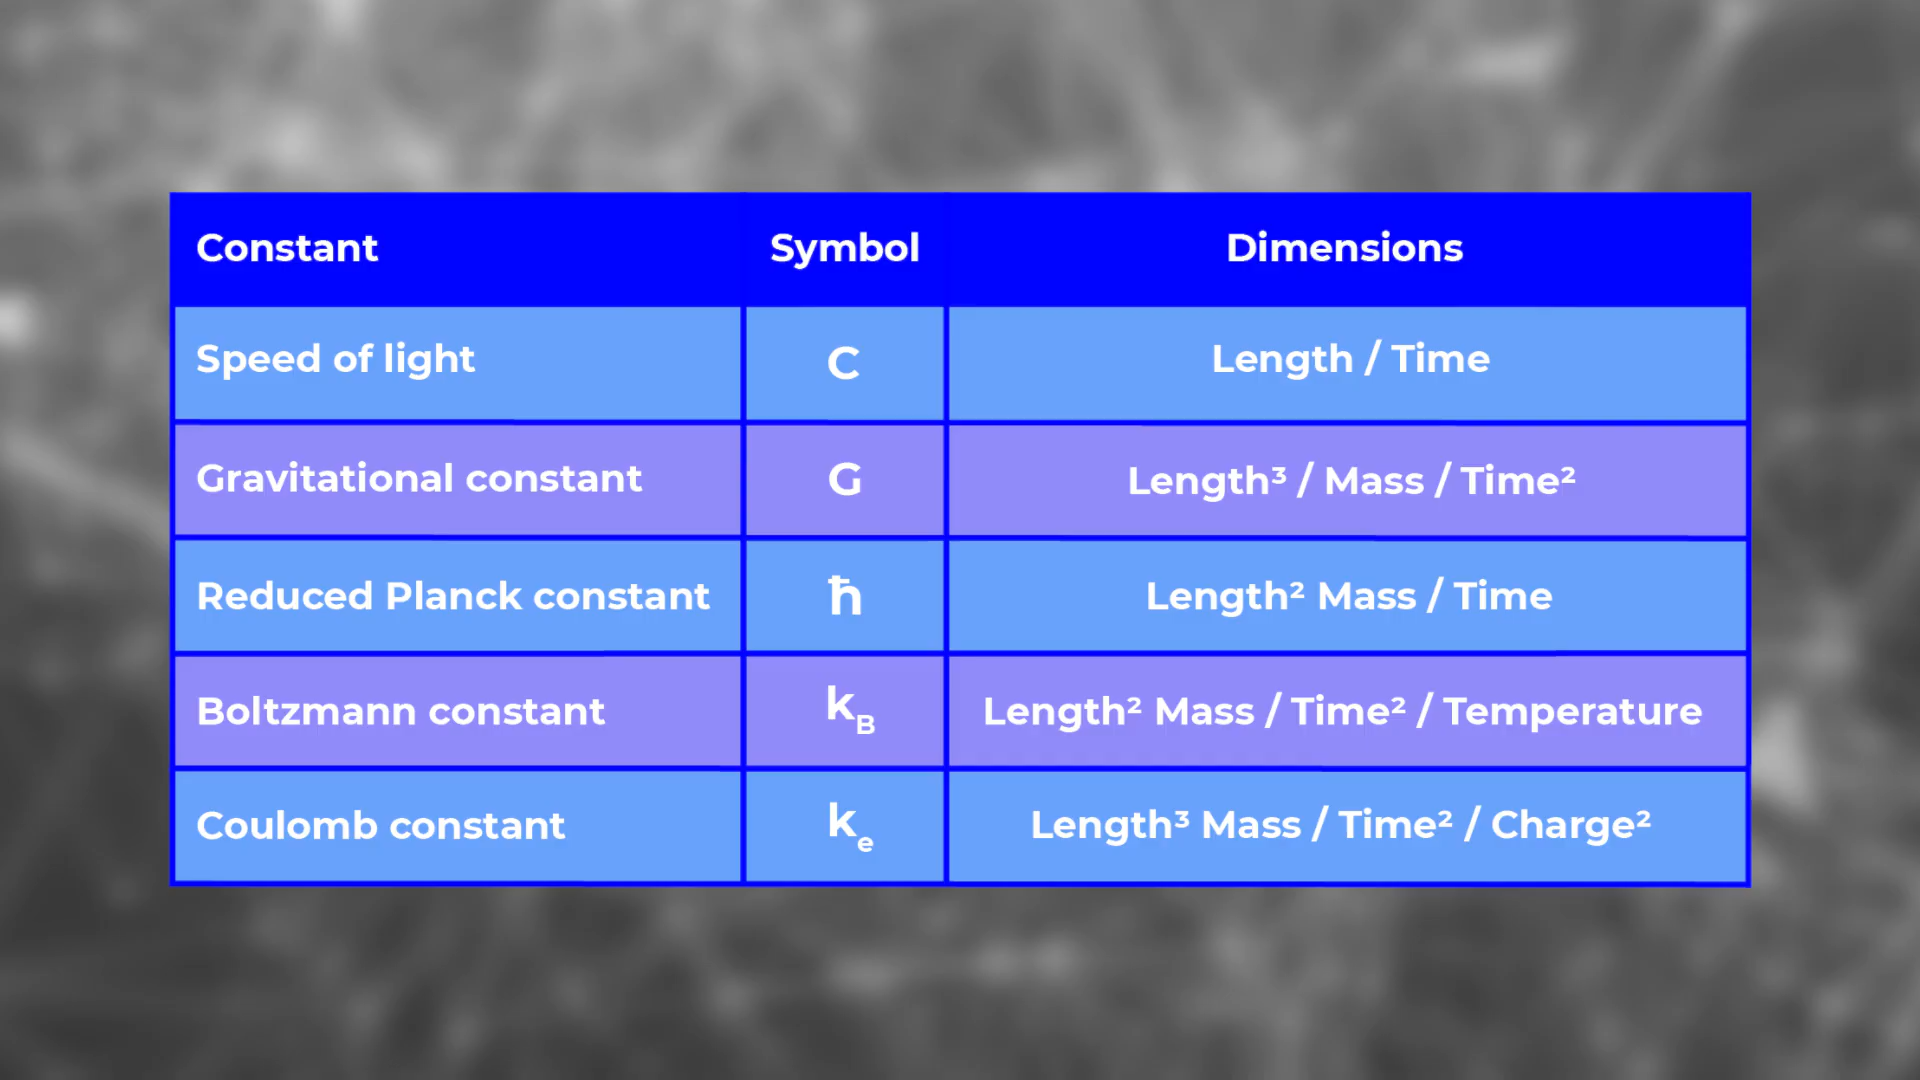 Constant Symbol Dimensions
Speed of light C Length / Time
Gravitational constant G Length³ / Mass / Time²
Reduced Planck constant ħ Length² Mass / Time
Boltzmann constant kB Length² Mass / Time² / Temperature
Coulomb constant ke Length³ Mass / Time² / Charge²